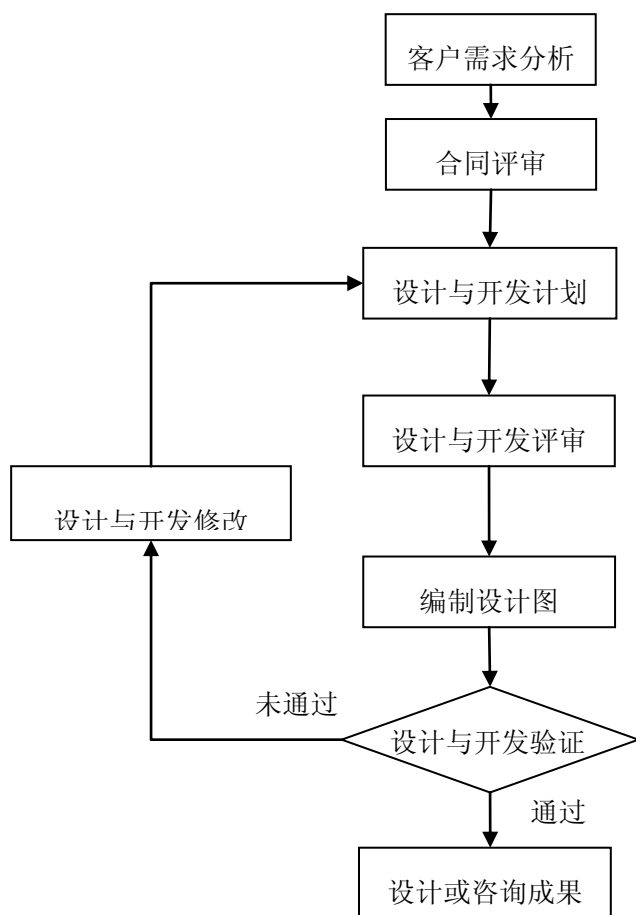 客户需求分析
合同评审
设计与开发计划
设计与开发评审
设计与开发修改
编制设计图
未通过
设计与开发验证
通过
设计或咨询成果